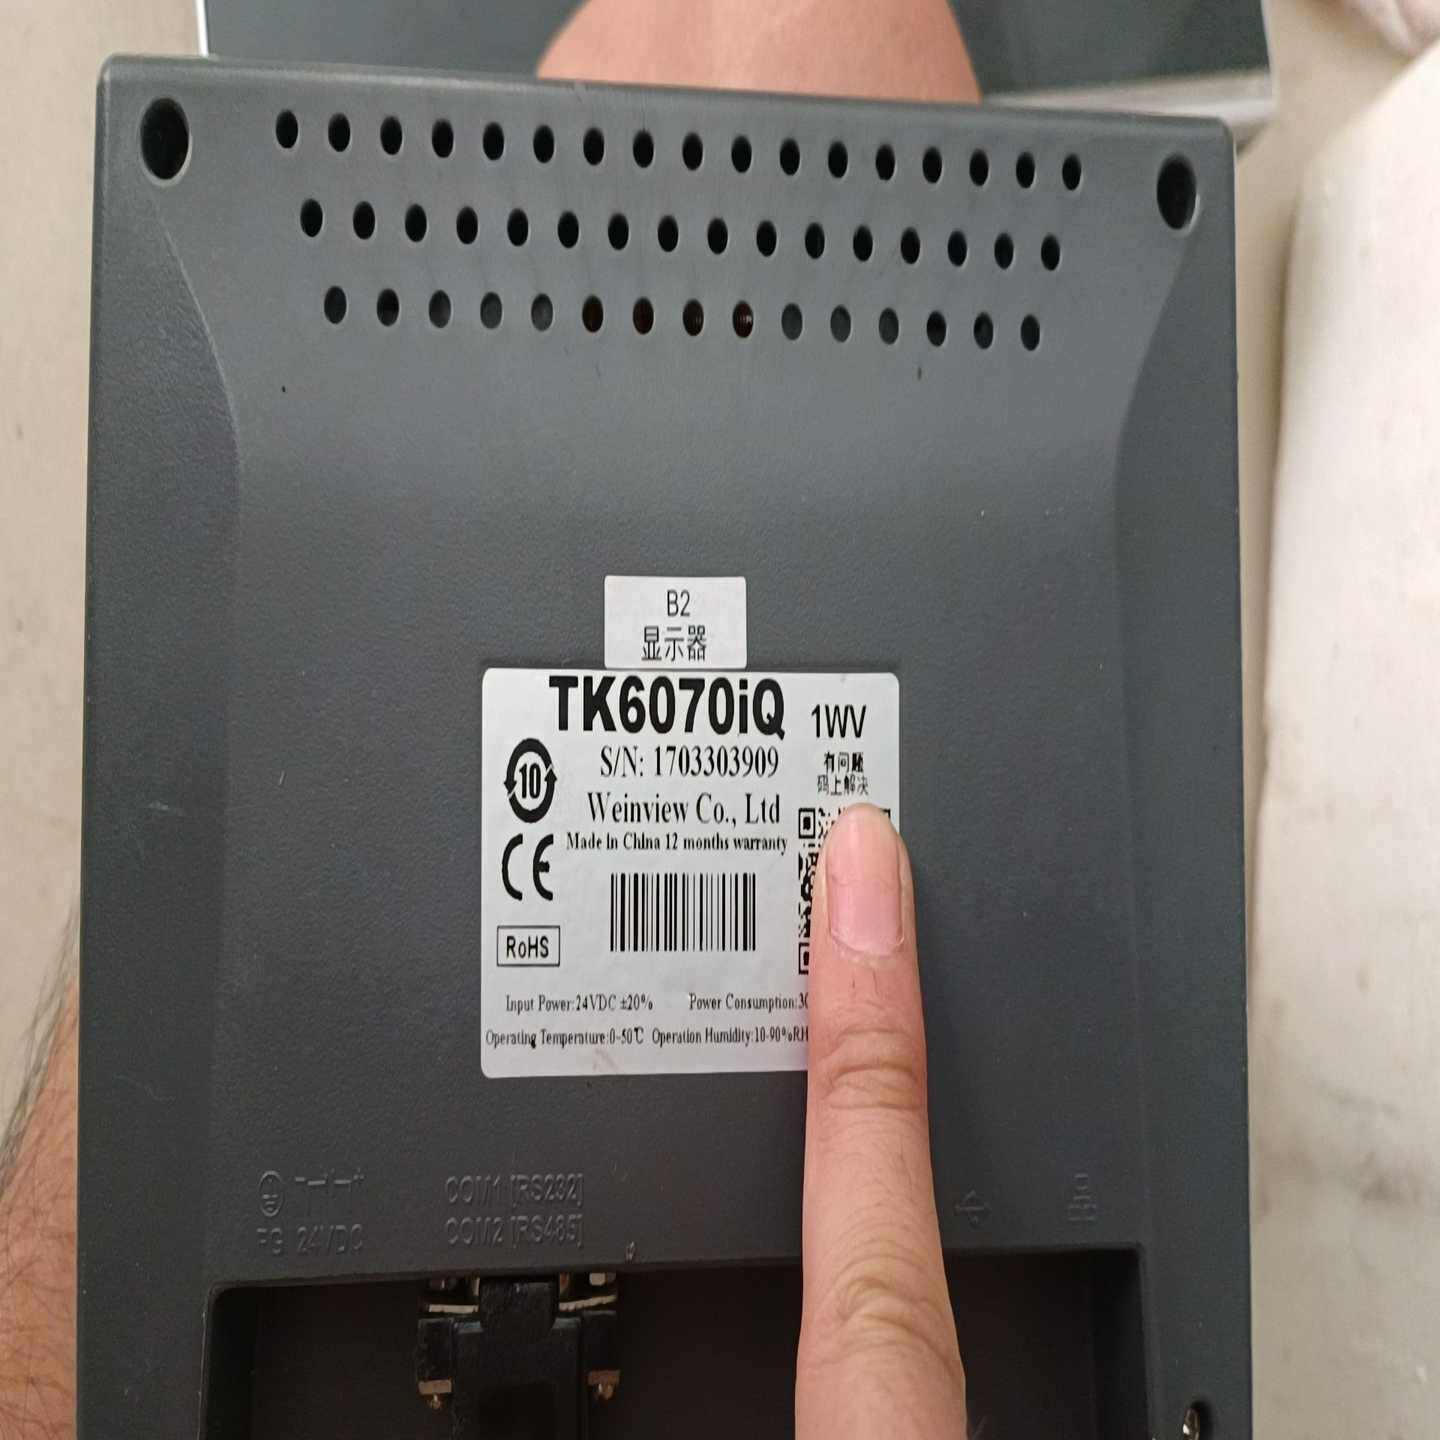 B2
显示器
TK6070iQ 1WV
S/N: 1703303909
有问题
码上解决
10
Weinview Co., Ltd
Made in China 12 months warranty
CE
RoHS
Input Power:24VDC ±20% Power Consumption:
Operating Temperature:0~50℃ Operation Humidity:10-90%RH
COM1 [RS232]
FG 24VDC COM2 [RS485]